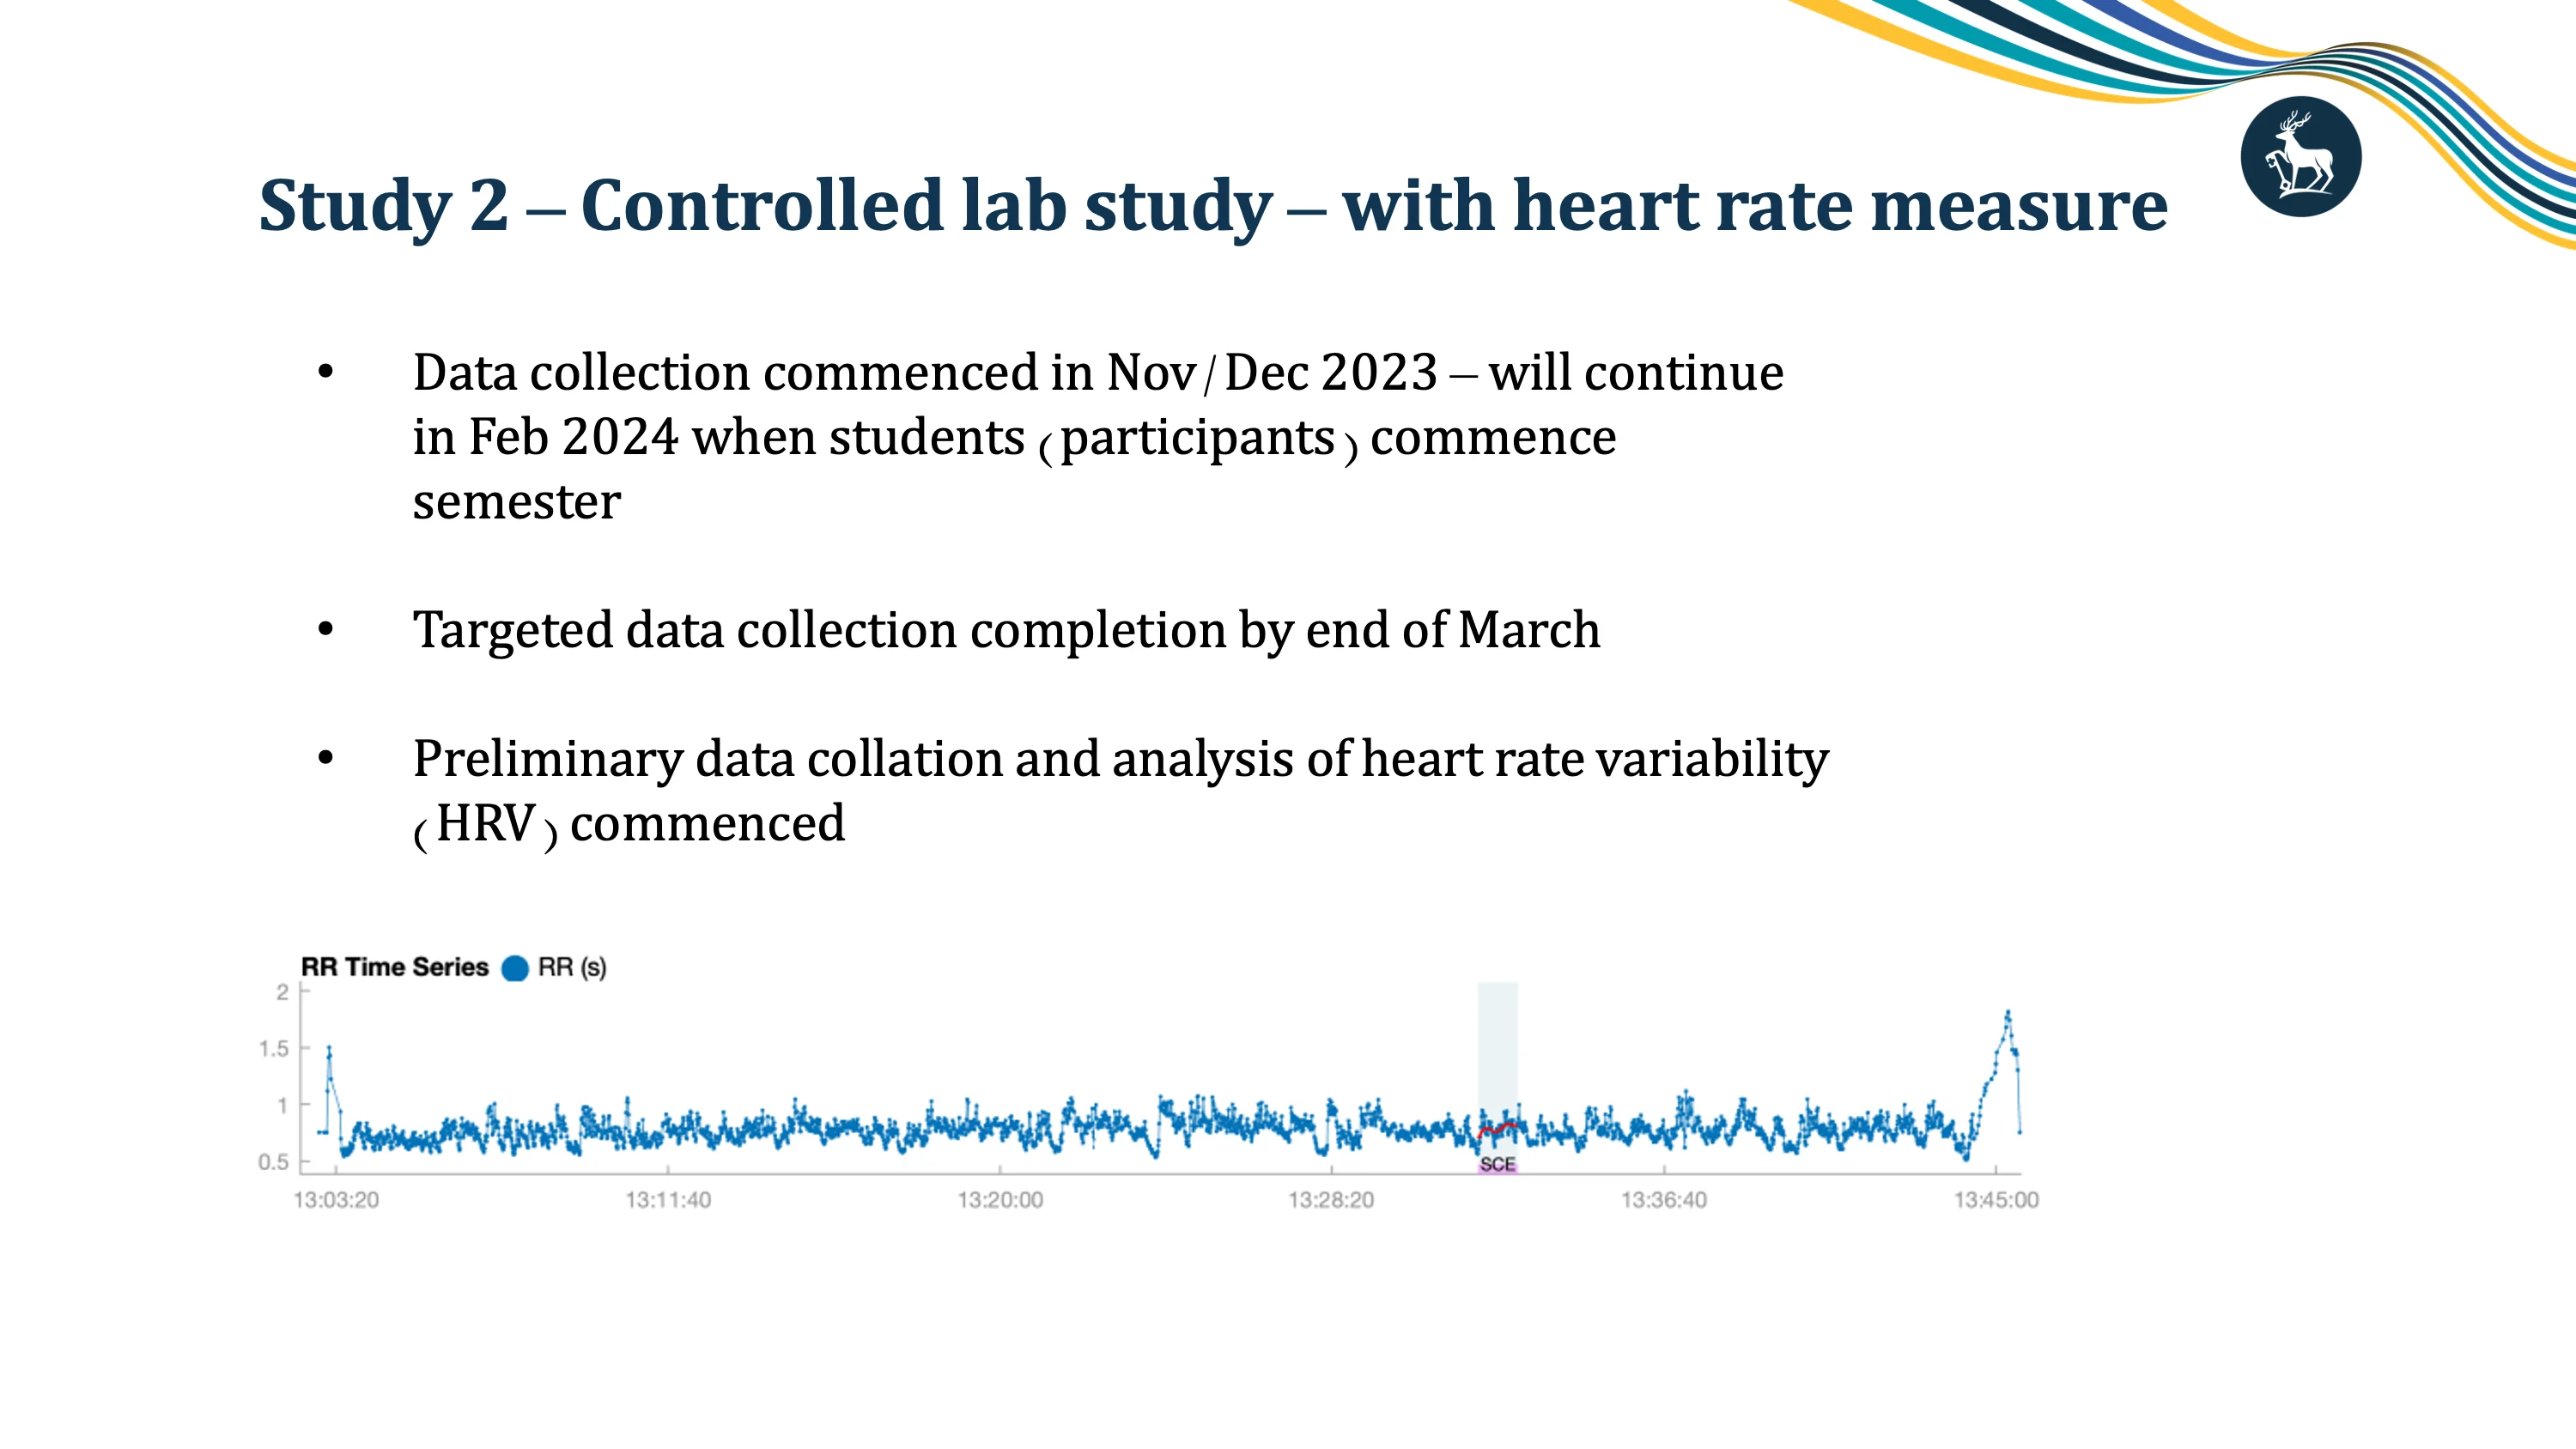 Study 2 – Controlled lab study – with heart rate measure
• Data collection commenced in Nov/Dec 2023 – will continue
in Feb 2024 when students (participants) commence
semester
• Targeted data collection completion by end of March
• Preliminary data collation and analysis of heart rate variability
(HRV) commenced
RR Time Series RR (s)
2
1.5
1
0.5
SCE
13:03:20 13:11:40 13:20:00 13:28:20 13:36:40 13:45:00